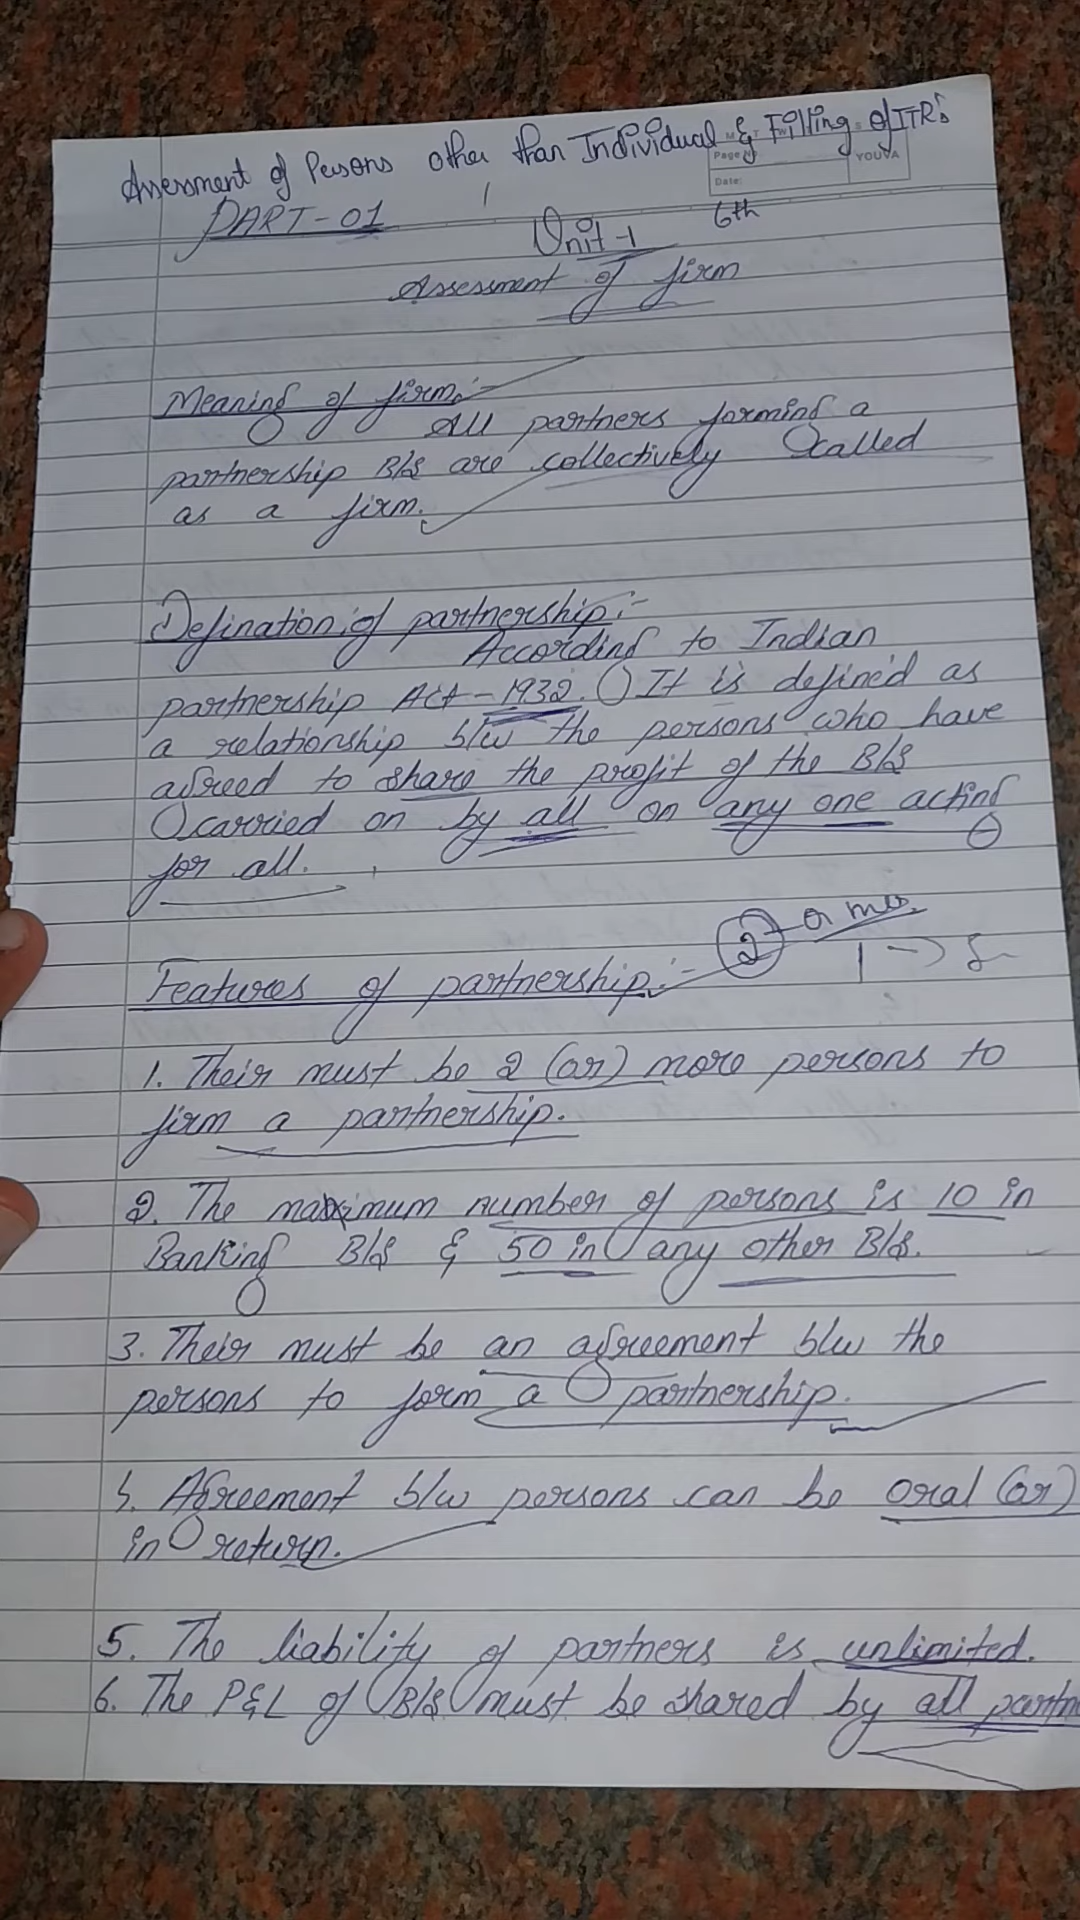 Assessment of Persons other than Individual & Filling of ITR's
Page No
YOUVA
Date:
PART-01
6th
Unit-1
Assessment of firm
Meaning of firm:-
All partners forming a
partnership B/S are collectively called
as a firm.
Defination of partnership:-
According to Indian
partnership Act-1932. It is defined as
a relationship b/w the persons who have
agreed to share the profit of the B/S
carried on by all on any one acting
for all.
2 or mo
Features of partnership:-
1. Their must be 2 (or) more persons to
firm a partnership.
2. The maximum number of persons is 10 in
Banking B/S & 50 in any other B/S.
3. Their must be an agreement b/w the
persons to form a partnership.
4. Agreement b/w persons can be oral (or)
in return.
5. The liability of partners is unlimited.
6. The P&L of B/S must be shared by all partne